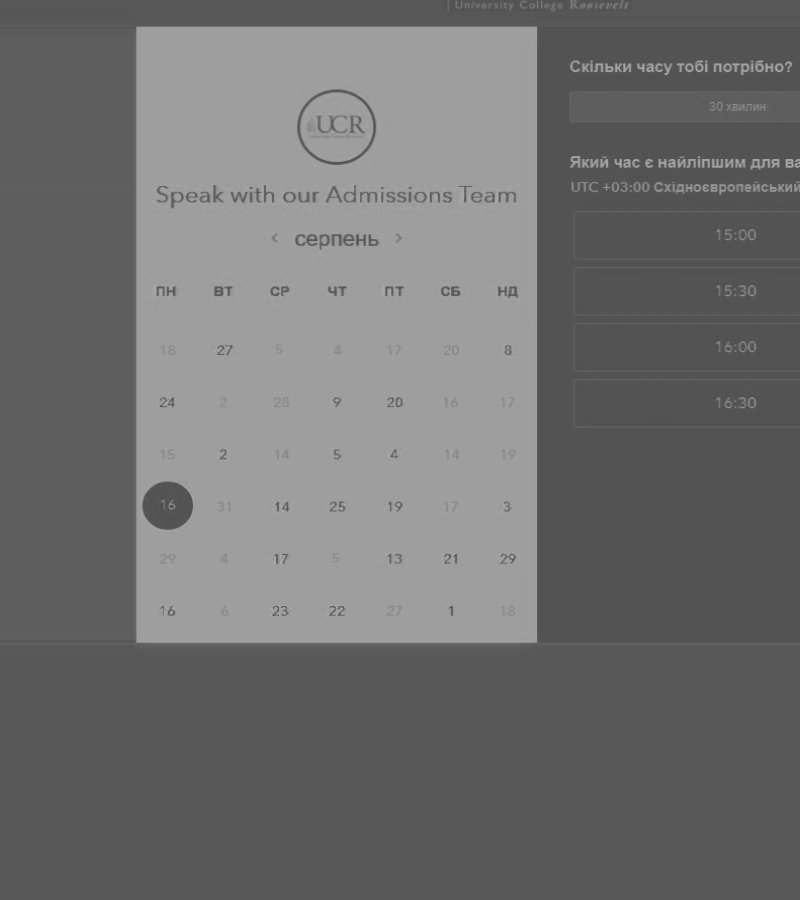 | University College Roosevelt
UCR
Speak with our Admissions Team
< серпень >
ПН ВТ СР ЧТ ПТ СБ НД
18 27 5 4 17 20 8
24 2 28 9 20 16 17
15 2 14 5 4 14 19
16 31 14 25 19 17 3
29 4 17 5 13 21 29
16 6 23 22 27 1 18
Скільки часу тобі потрібно?
30 хвилин
Який час є найліпшим для ва
UTC +03:00 Східноєвропейський
15:00
15:30
16:00
16:30